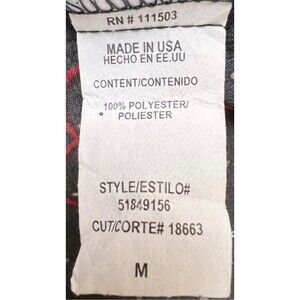 RN # 111503
MADE IN USA
HECHO EN EE.UU
CONTENT/CONTENIDO
100% POLYESTER/
POLIESTER
STYLE/ESTILO#
51849156
CUT/CORTE# 18663
M